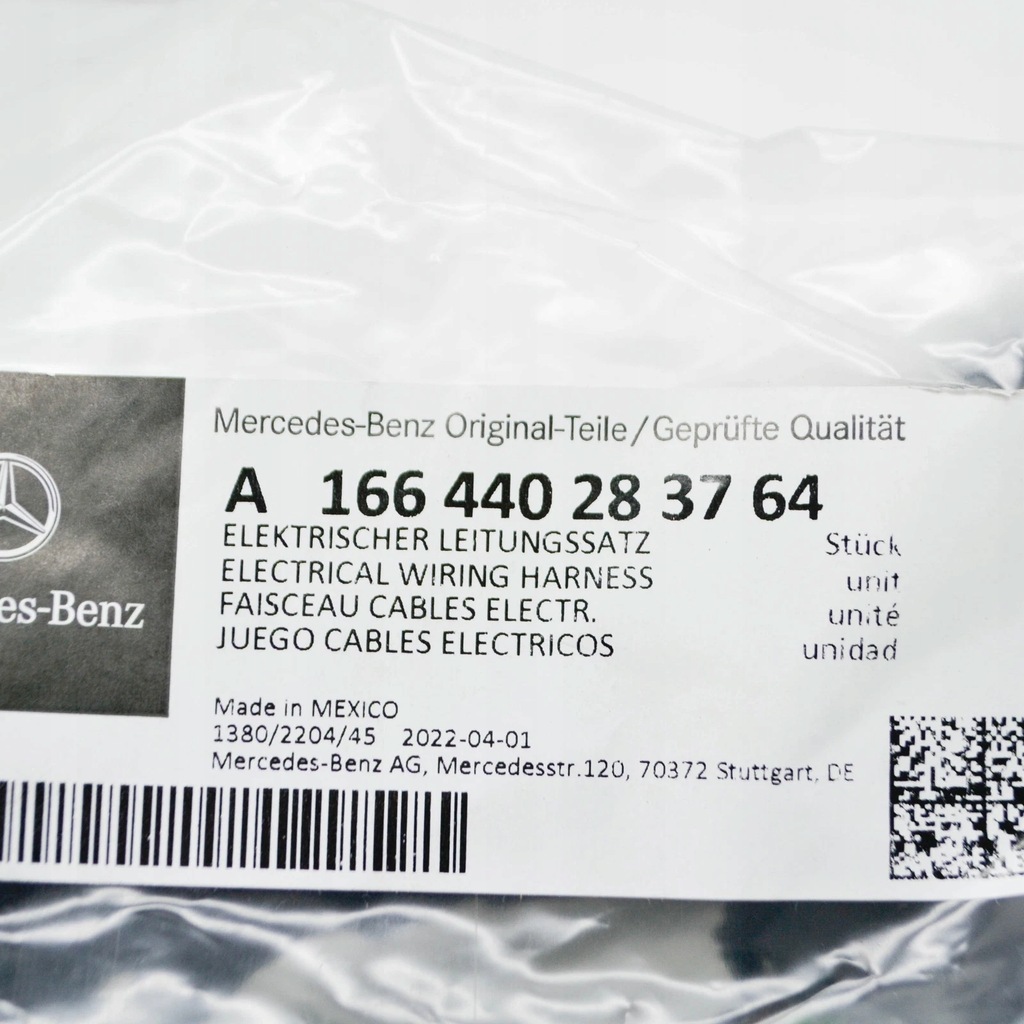 Mercedes-Benz Original-Teile/Geprüfte Qualität
A 166 440 28 37 64
ELEKTRISCHER LEITUNGSSATZ Stück
ELECTRICAL WIRING HARNESS unit
FAISCEAU CABLES ELECTR. unité
JUEGO CABLES ELECTRICOS unidad
es-Benz
Made in MEXICO
1380/2204/45 2022-04-01
Mercedes-Benz AG, Mercedesstr.120, 70372 Stuttgart, DE